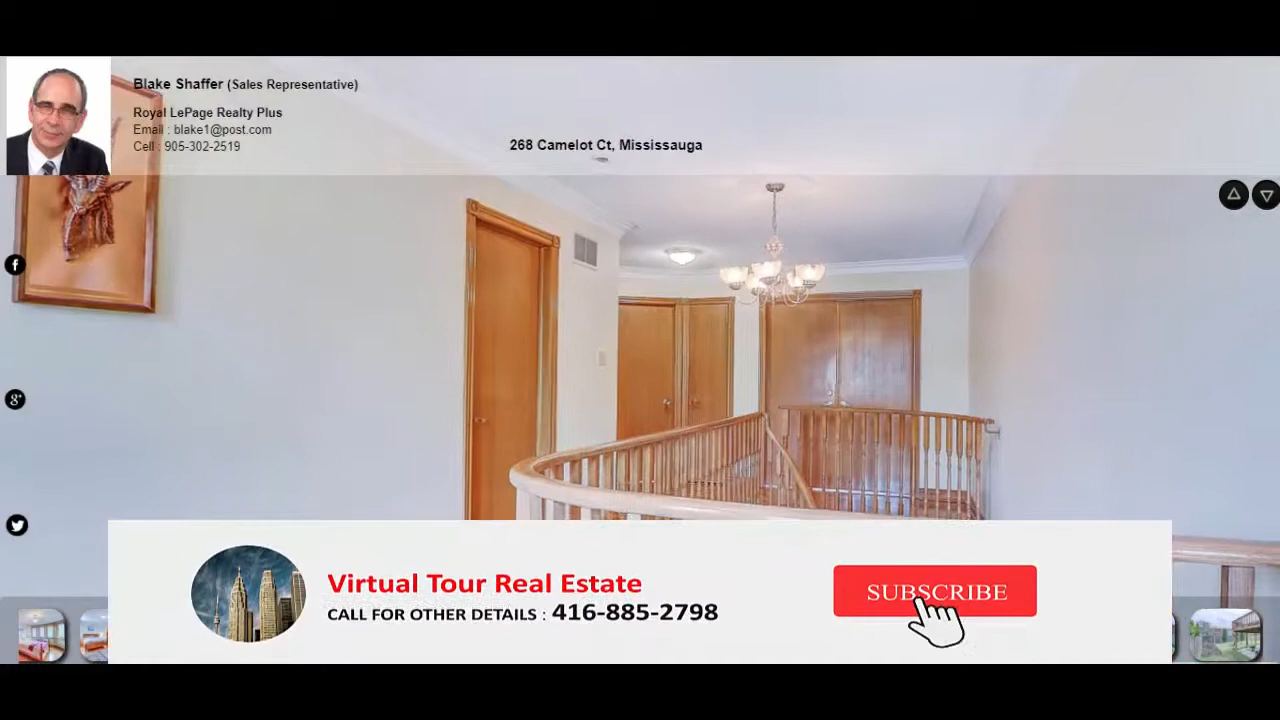 Blake Shaffer (Sales Representative)
Royal LePage Realty Plus
Email : blake1@post.com
Cell : 905-302-2519
268 Camelot Ct, Mississauga
Virtual Tour Real Estate
CALL FOR OTHER DETAILS : 416-885-2798
SUBSCRIBE